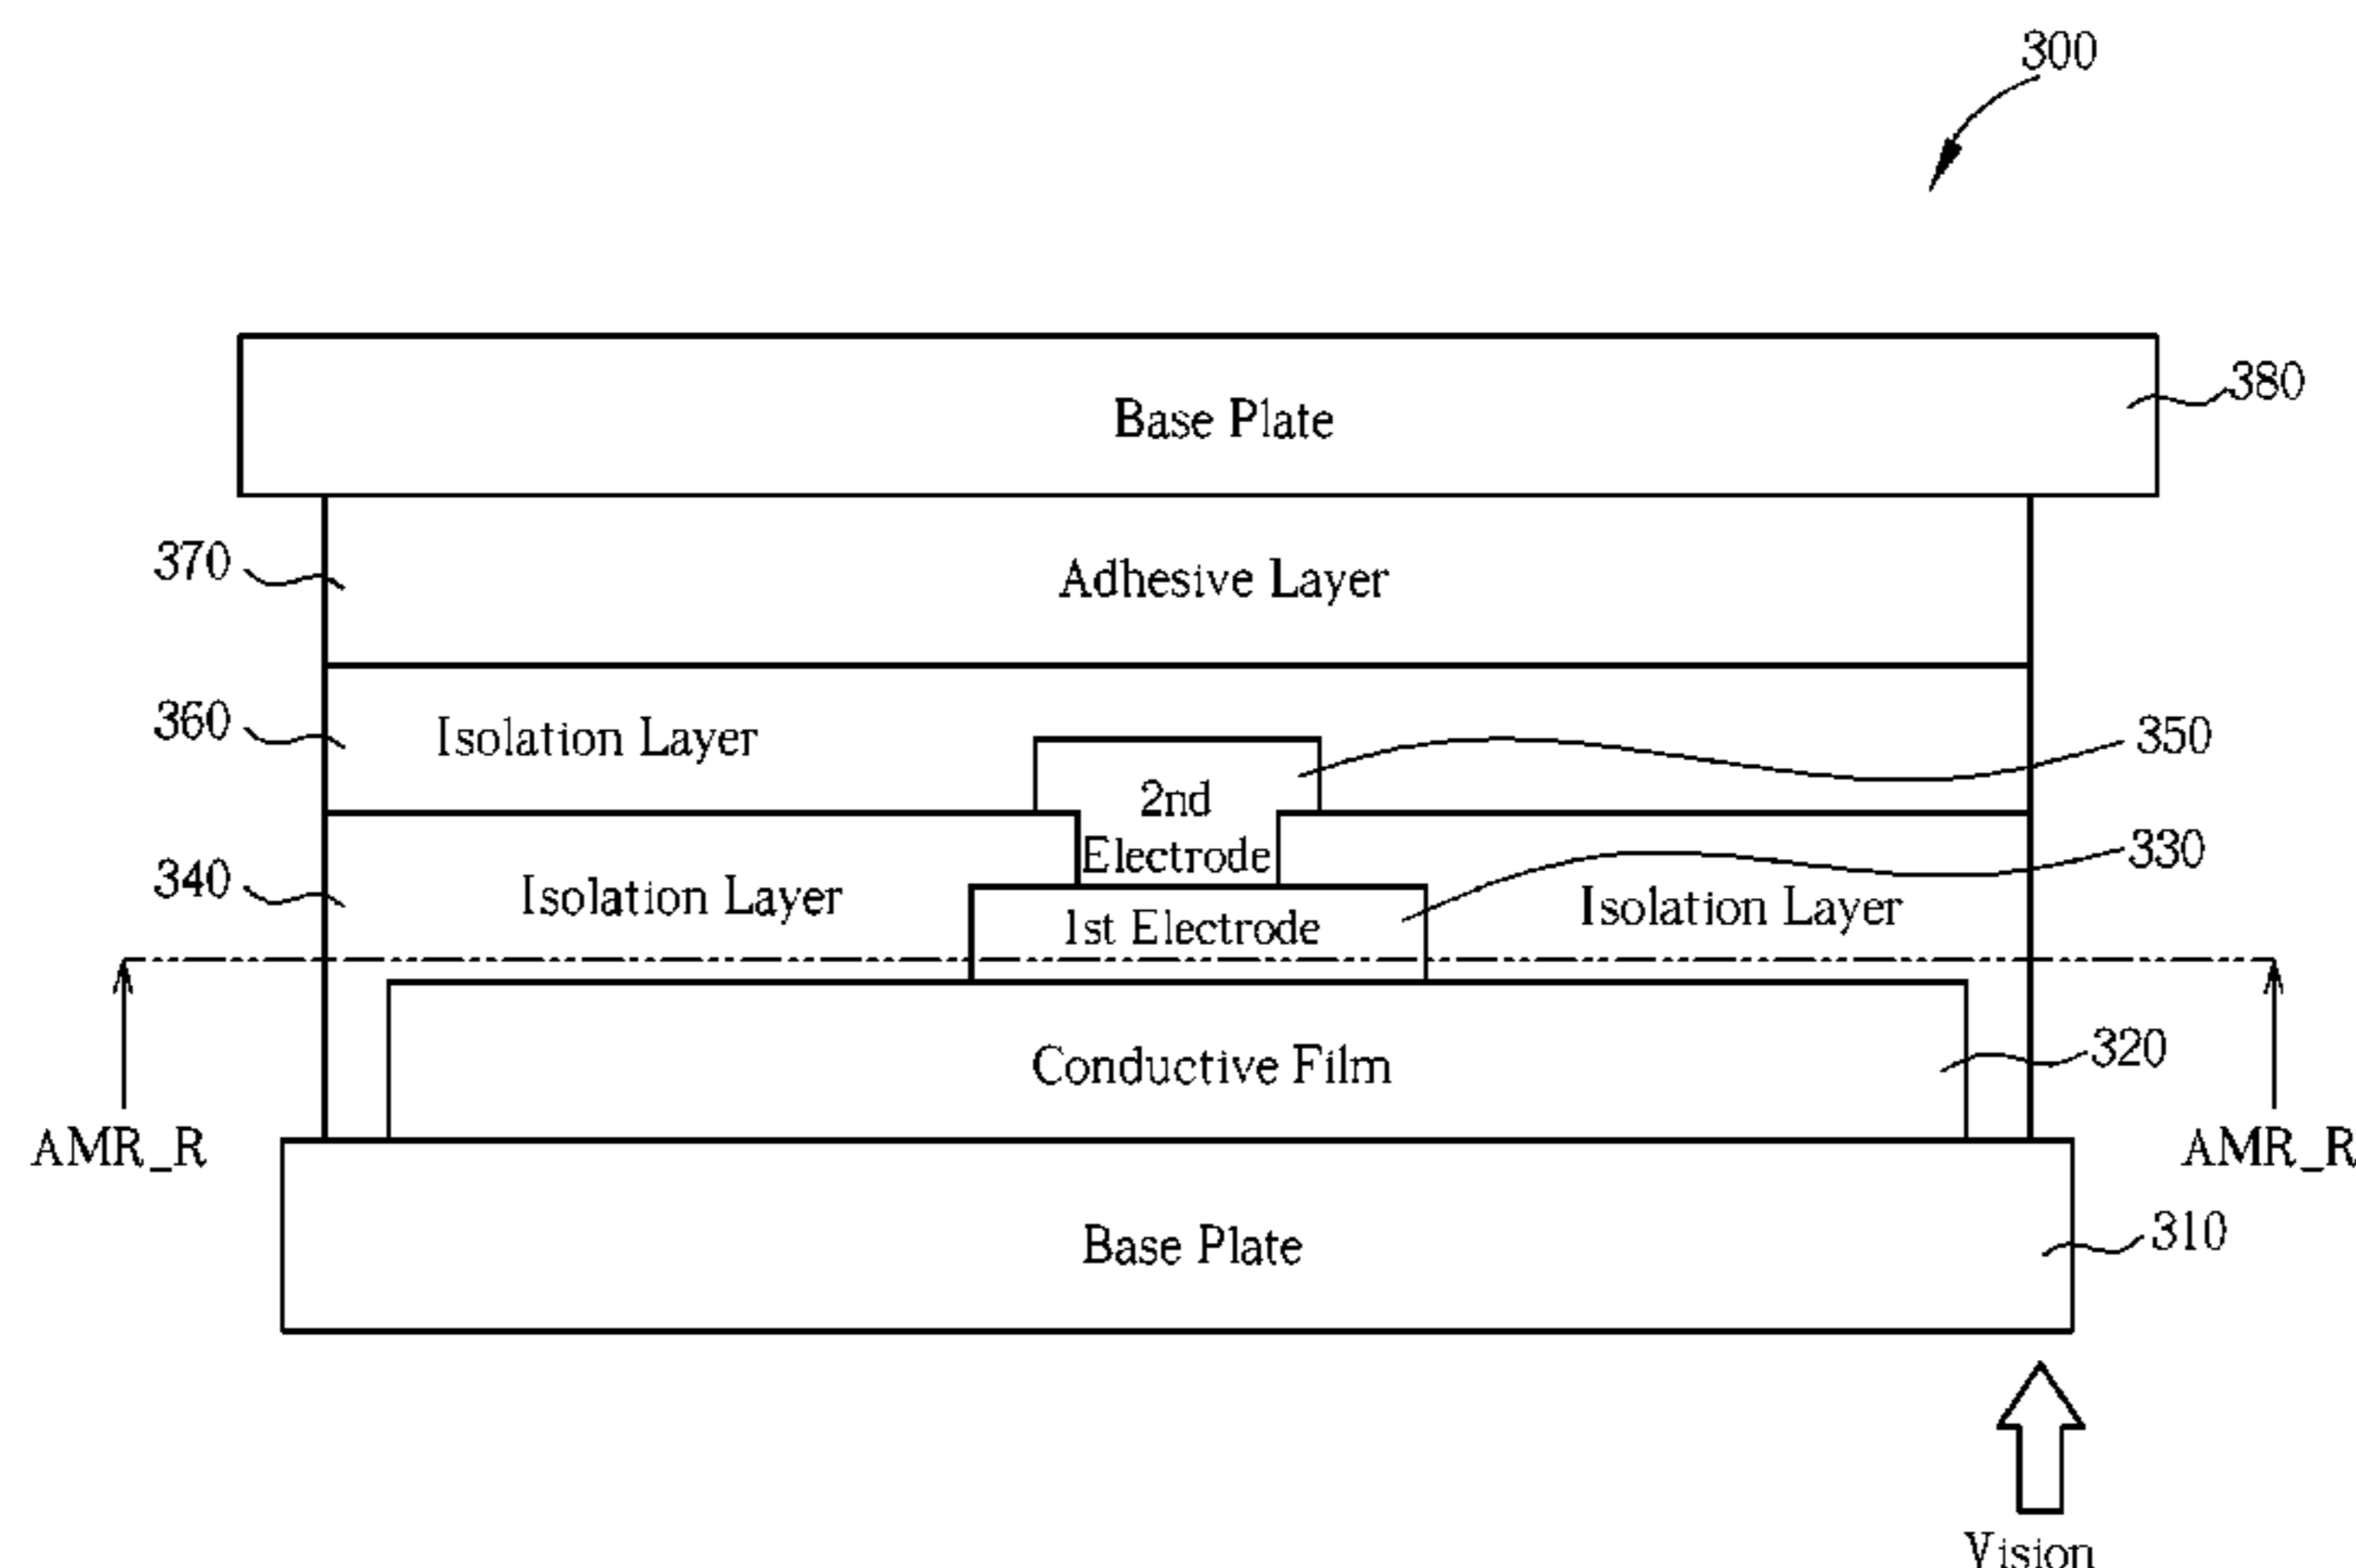 300
Base Plate
380
370
Adhesive Layer
360
Isolation Layer
350
2nd
Electrode
340
Isolation Layer
1st Electrode
Isolation Layer
330
Conductive Film
320
AMR_R
AMR_R
Base Plate
310
Vision